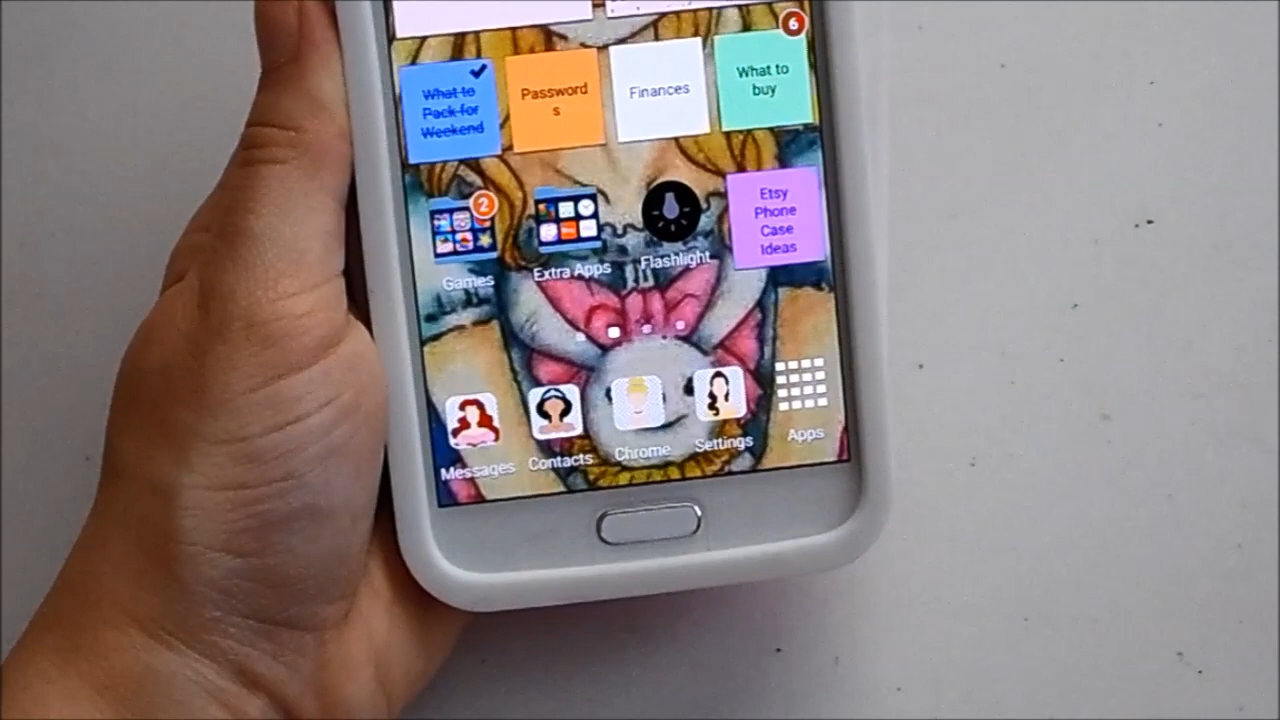 6
What to
Pack for
Weekend
Password
s
Finances
What to
buy
2
Games
Extra Apps
Flashlight
Etsy
Phone
Case
Ideas
Messages
Contacts
Chrome
Settings
Apps